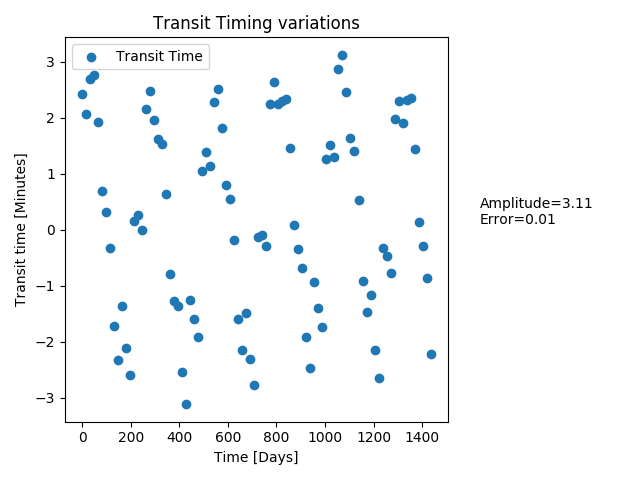 Transit Timing variations
Transit Time
Transit time [Minutes]
3
2
1
0
−1
−2
−3
0 200 400 600 800 1000 1200 1400
Time [Days]
Amplitude=3.11
Error=0.01